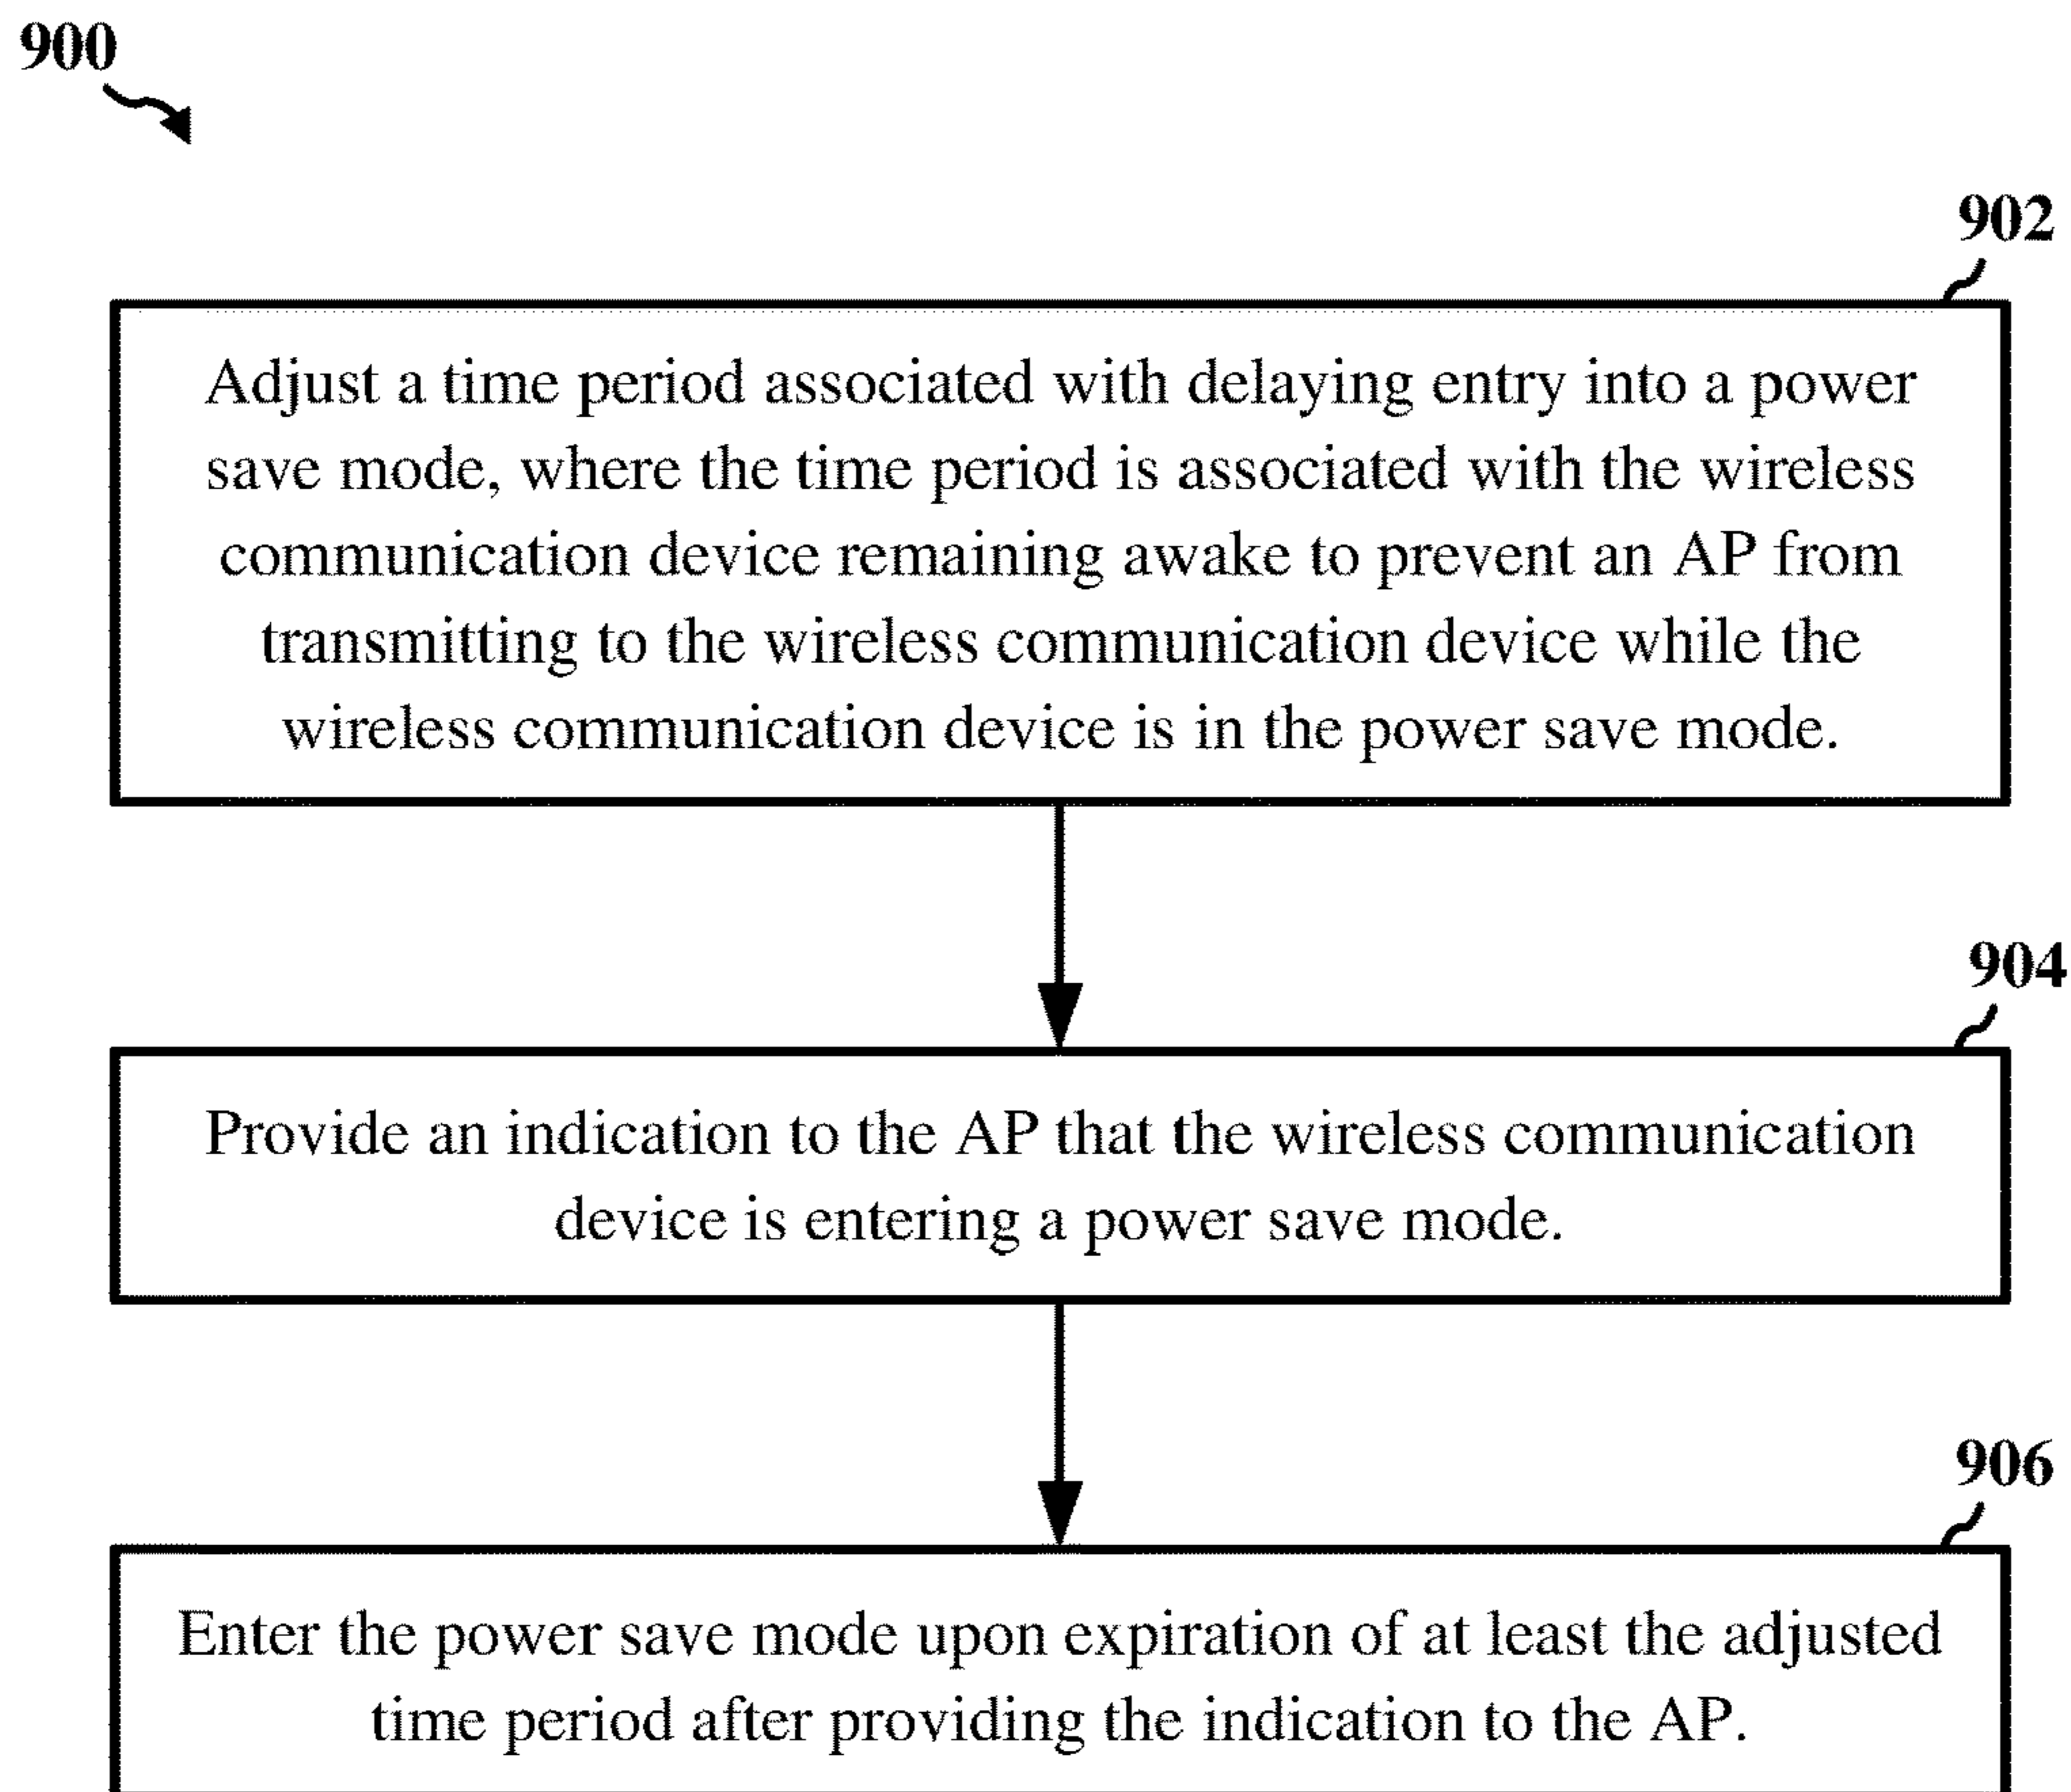 900
902
Adjust a time period associated with delaying entry into a power
save mode, where the time period is associated with the wireless
communication device remaining awake to prevent an AP from
transmitting to the wireless communication device while the
wireless communication device is in the power save mode.
904
Provide an indication to the AP that the wireless communication
device is entering a power save mode.
906
Enter the power save mode upon expiration of at least the adjusted
time period after providing the indication to the AP.